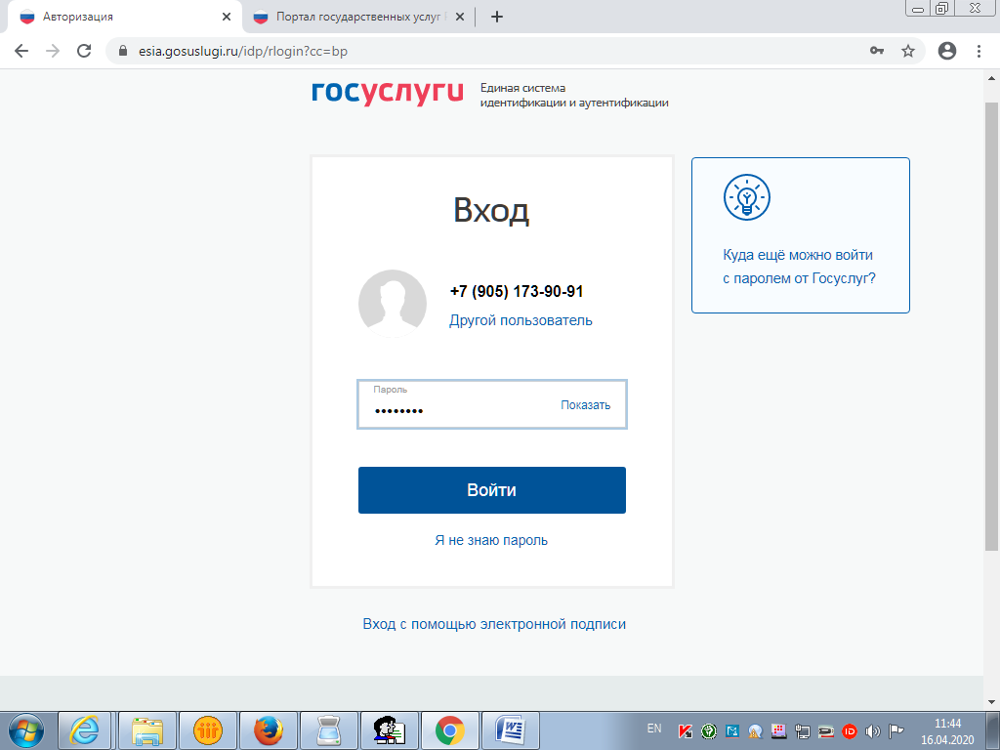 Авторизация
Портал государственных услуг
esia.gosuslugi.ru/idp/rlogin?cc=bp
госуслуги
Единая система
идентификации и аутентификации
Вход
+7 (905) 173-90-91
Другой пользователь
Пароль
Показать
Войти
Я не знаю пароль
Вход с помощью электронной подписи
Куда ещё можно войти
с паролем от Госуслуг?
EN
11:44
16.04.2020